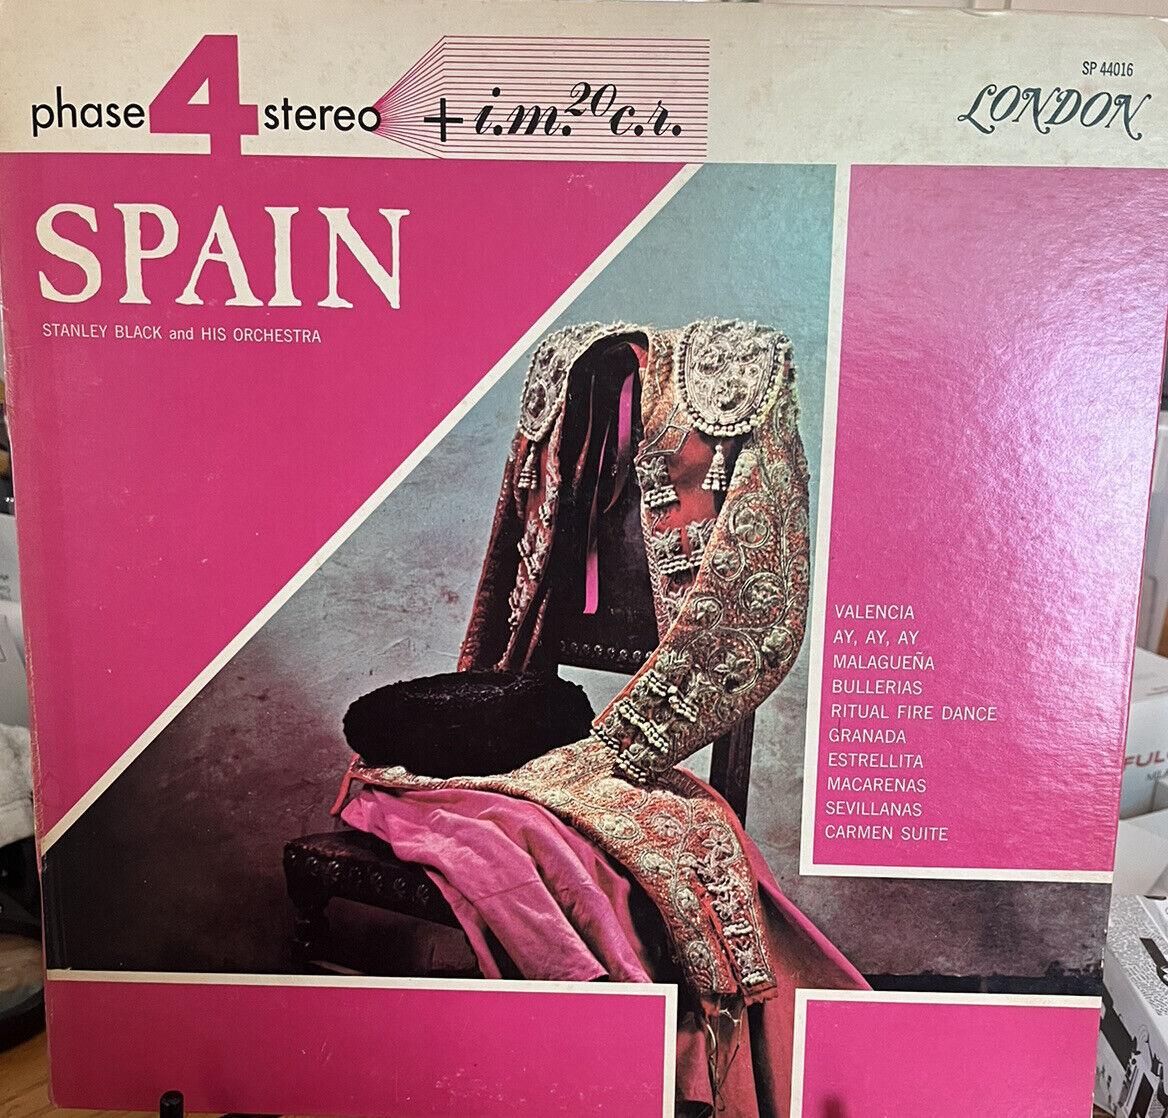 phase 4 stereo + i.m. 20 c.r.
SP 44016
LONDON
SPAIN
STANLEY BLACK and HIS ORCHESTRA
VALENCIA
AY, AY, AY
MALAGUEÑA
BULLERIAS
RITUAL FIRE DANCE
GRANADA
ESTRELLITA
MACARENAS
SEVILLANAS
CARMEN SUITE